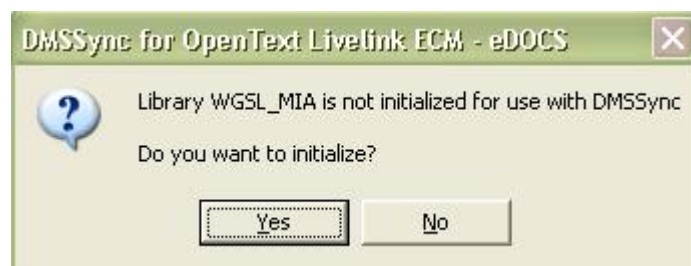 DMSSync for OpenText Livelink ECM - eDOCS
Library WGSL_MIA is not initialized for use with DMSSync
Do you want to initialize?
Yes No